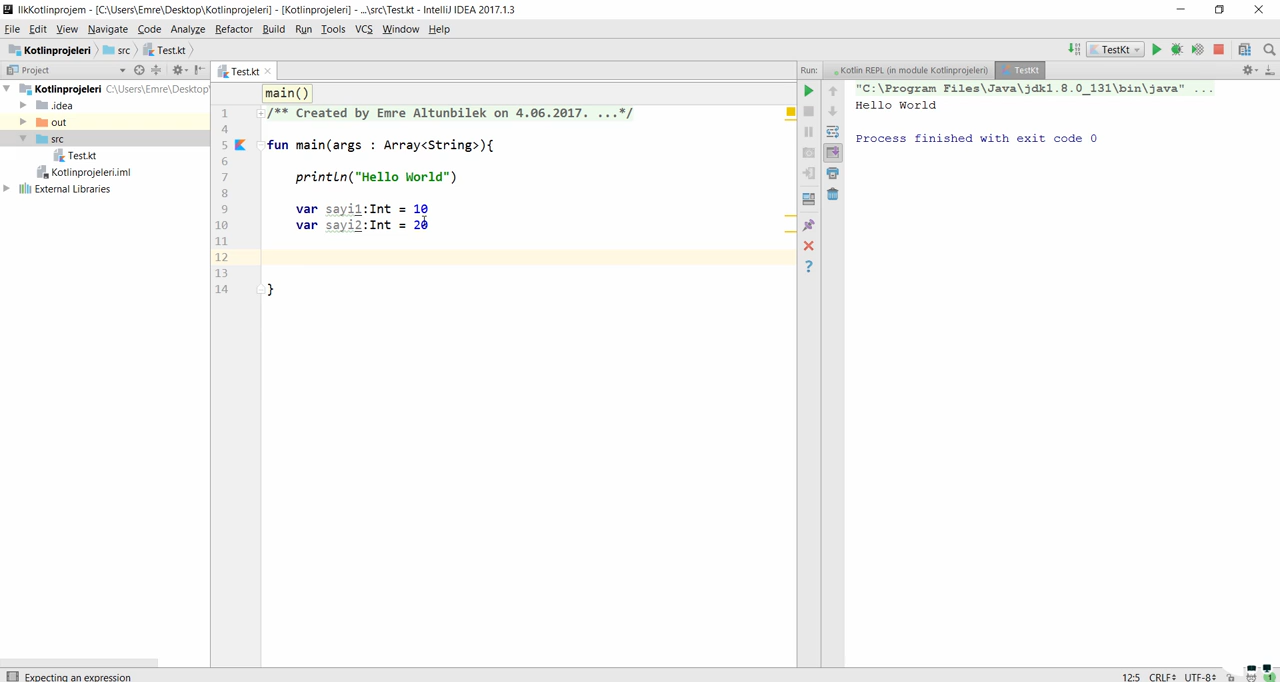 IlkKotlinprojem - [C:\Users\Emre\Desktop\Kotlinprojeleri] - [Kotlinprojeleri] - ...\src\Test.kt - IntelliJ IDEA 2017.1.3
File Edit View Navigate Code Analyze Refactor Build Run Tools VCS Window Help
Kotlinprojeleri src Test.kt TestKt
Project Test.kt Run: Kotlin REPL (in module Kotlinprojeleri) TestKt
Kotlinprojeleri C:\Users\Emre\Desktop
.idea
out
src
Test.kt
Kotlinprojeleri.iml
External Libraries
main()
1 /** Created by Emre Altunbilek on 4.06.2017. ...*/
4
5 fun main(args : Array<String>){
6
7 println("Hello World")
8
9 var sayi1:Int = 10
10 var sayi2:Int = 20
11
12
13
14 }
"C:\Program Files\Java\jdk1.8.0_131\bin\java" ...
Hello World
Process finished with exit code 0
Expecting an expression 12:5 CRLF UTF-8